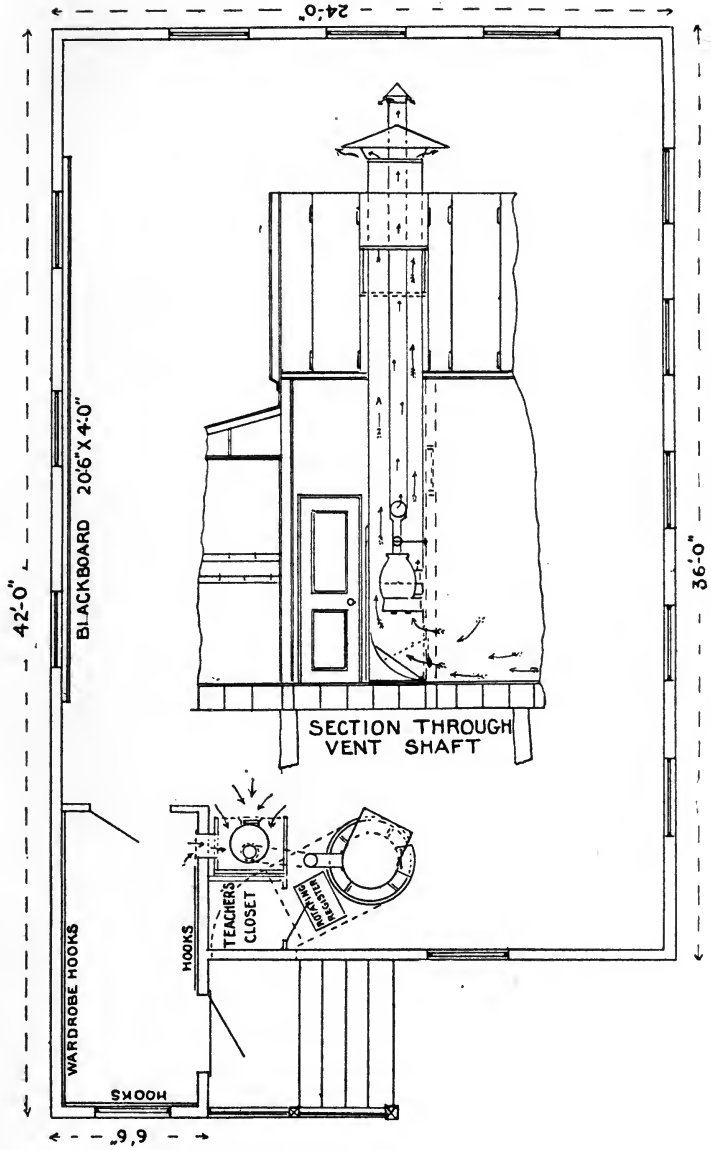 24'-0"
42'-0"
36'-0"
BLACKBOARD 20'6" X 4'-0"
SECTION THROUGH
VENT SHAFT
WARDROBE HOOKS
HOOKS
HOOKS
TEACHER'S
CLOSET
ROTATING
REGISTER
6'6"